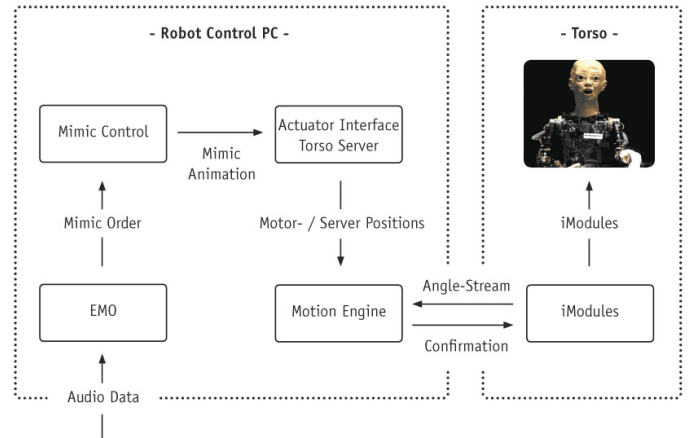 - Robot Control PC -
- Torso -
Mimic Control
Mimic
Animation
Actuator Interface
Torso Server
Mimic Order
Motor- / Server Positions
iModules
EMO
Motion Engine
Angle-Stream
Confirmation
iModules
Audio Data